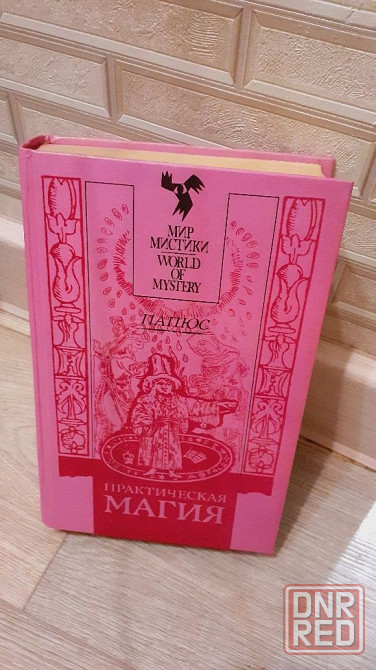 МИР
МИСТИКИ
WORLD
OF
MYSTERY
ПАПЮС
ПРАКТИЧЕСКАЯ
МАГИЯ
DNR
RED